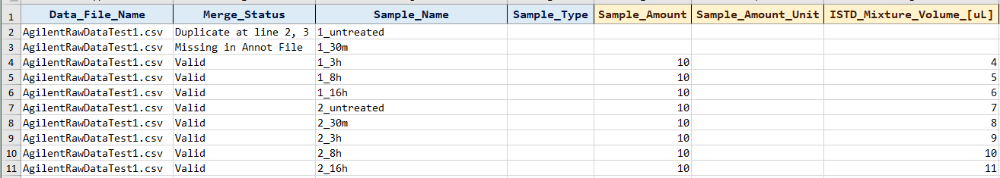 1 Data_File_Name Merge_Status Sample_Name Sample_Type Sample_Amount Sample_Amount_Unit ISTD_Mixture_Volume_[uL]
2 AgilentRawDataTest1.csv Duplicate at line 2, 3 1_untreated
3 AgilentRawDataTest1.csv Missing in Annot File 1_30m
4 AgilentRawDataTest1.csv Valid 1_3h 10 4
5 AgilentRawDataTest1.csv Valid 1_8h 10 5
6 AgilentRawDataTest1.csv Valid 1_16h 10 6
7 AgilentRawDataTest1.csv Valid 2_untreated 10 7
8 AgilentRawDataTest1.csv Valid 2_30m 10 8
9 AgilentRawDataTest1.csv Valid 2_3h 10 9
10 AgilentRawDataTest1.csv Valid 2_8h 10 10
11 AgilentRawDataTest1.csv Valid 2_16h 10 11